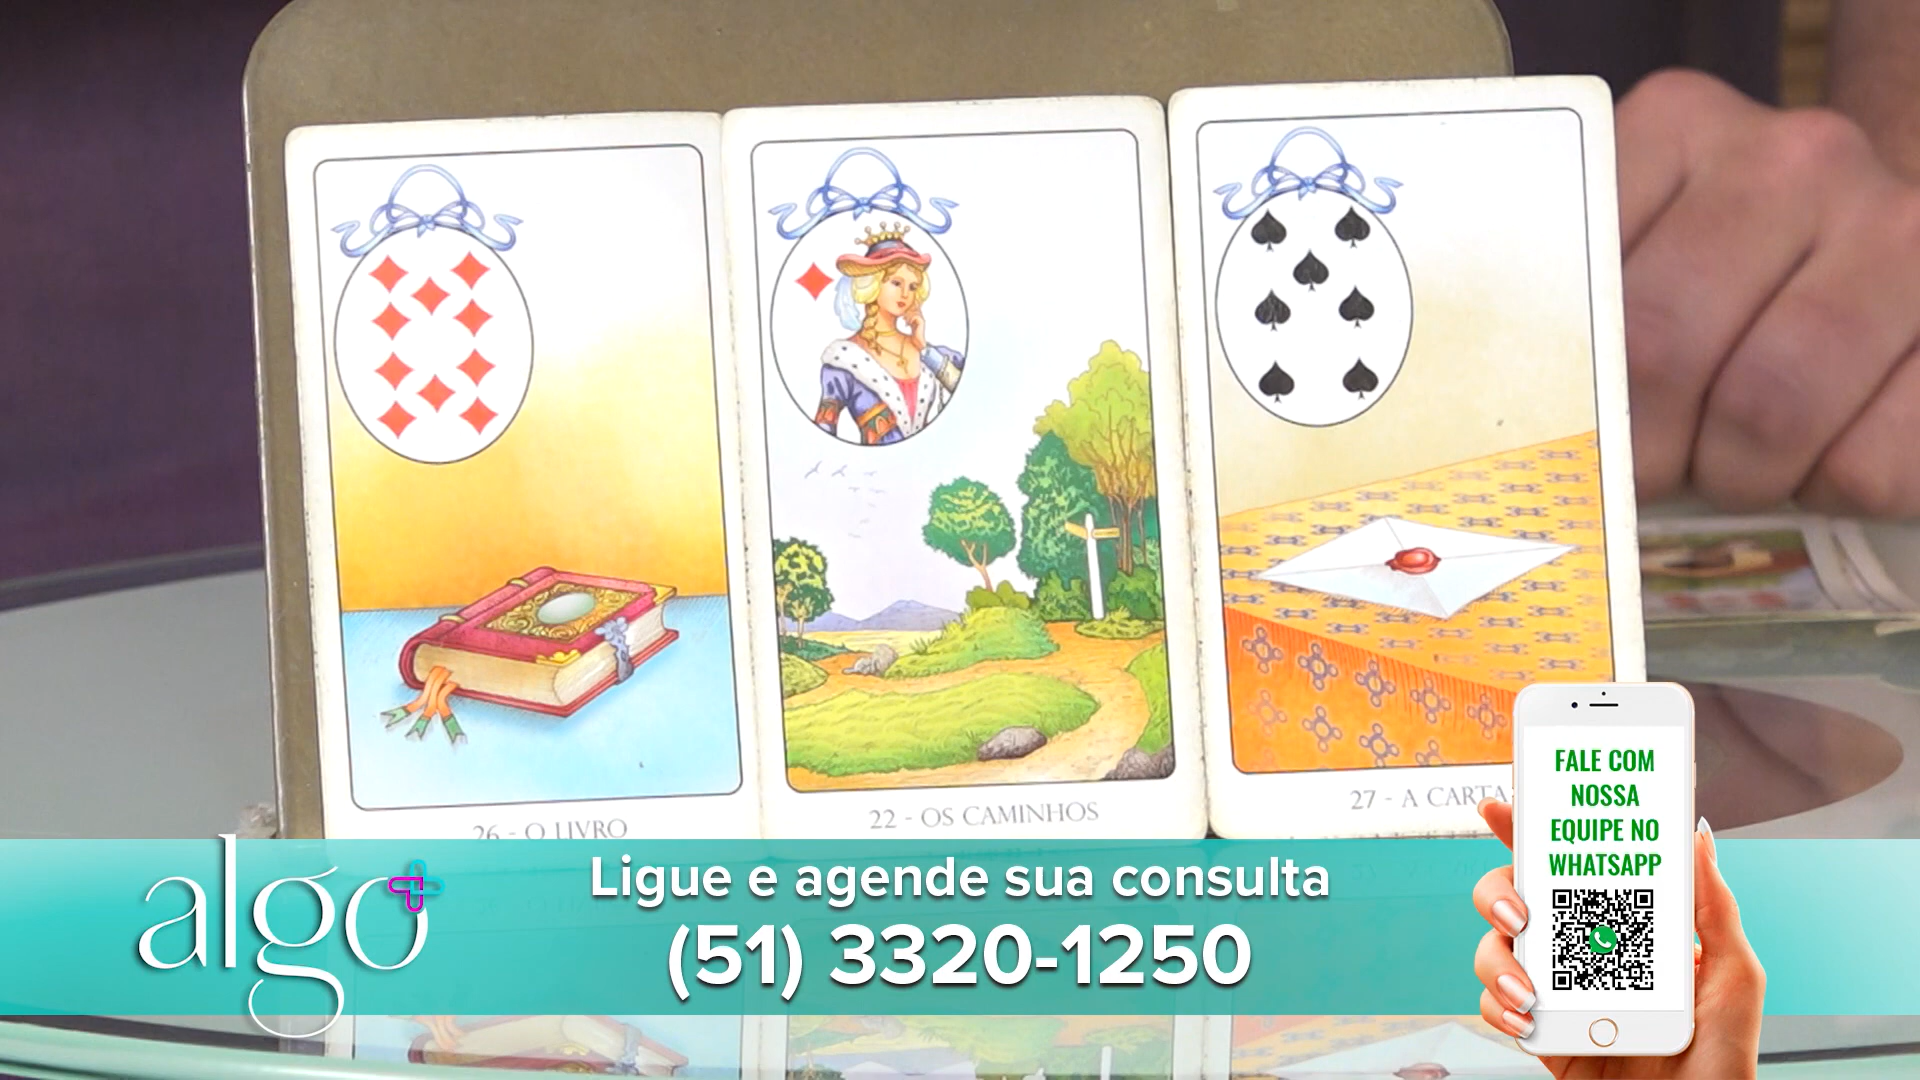 26 - O LIVRO
22 - OS CAMINHOS
27 - A CARTA
algo+
Ligue e agende sua consulta
(51) 3320-1250
FALE COM
NOSSA
EQUIPE NO
WHATSAPP